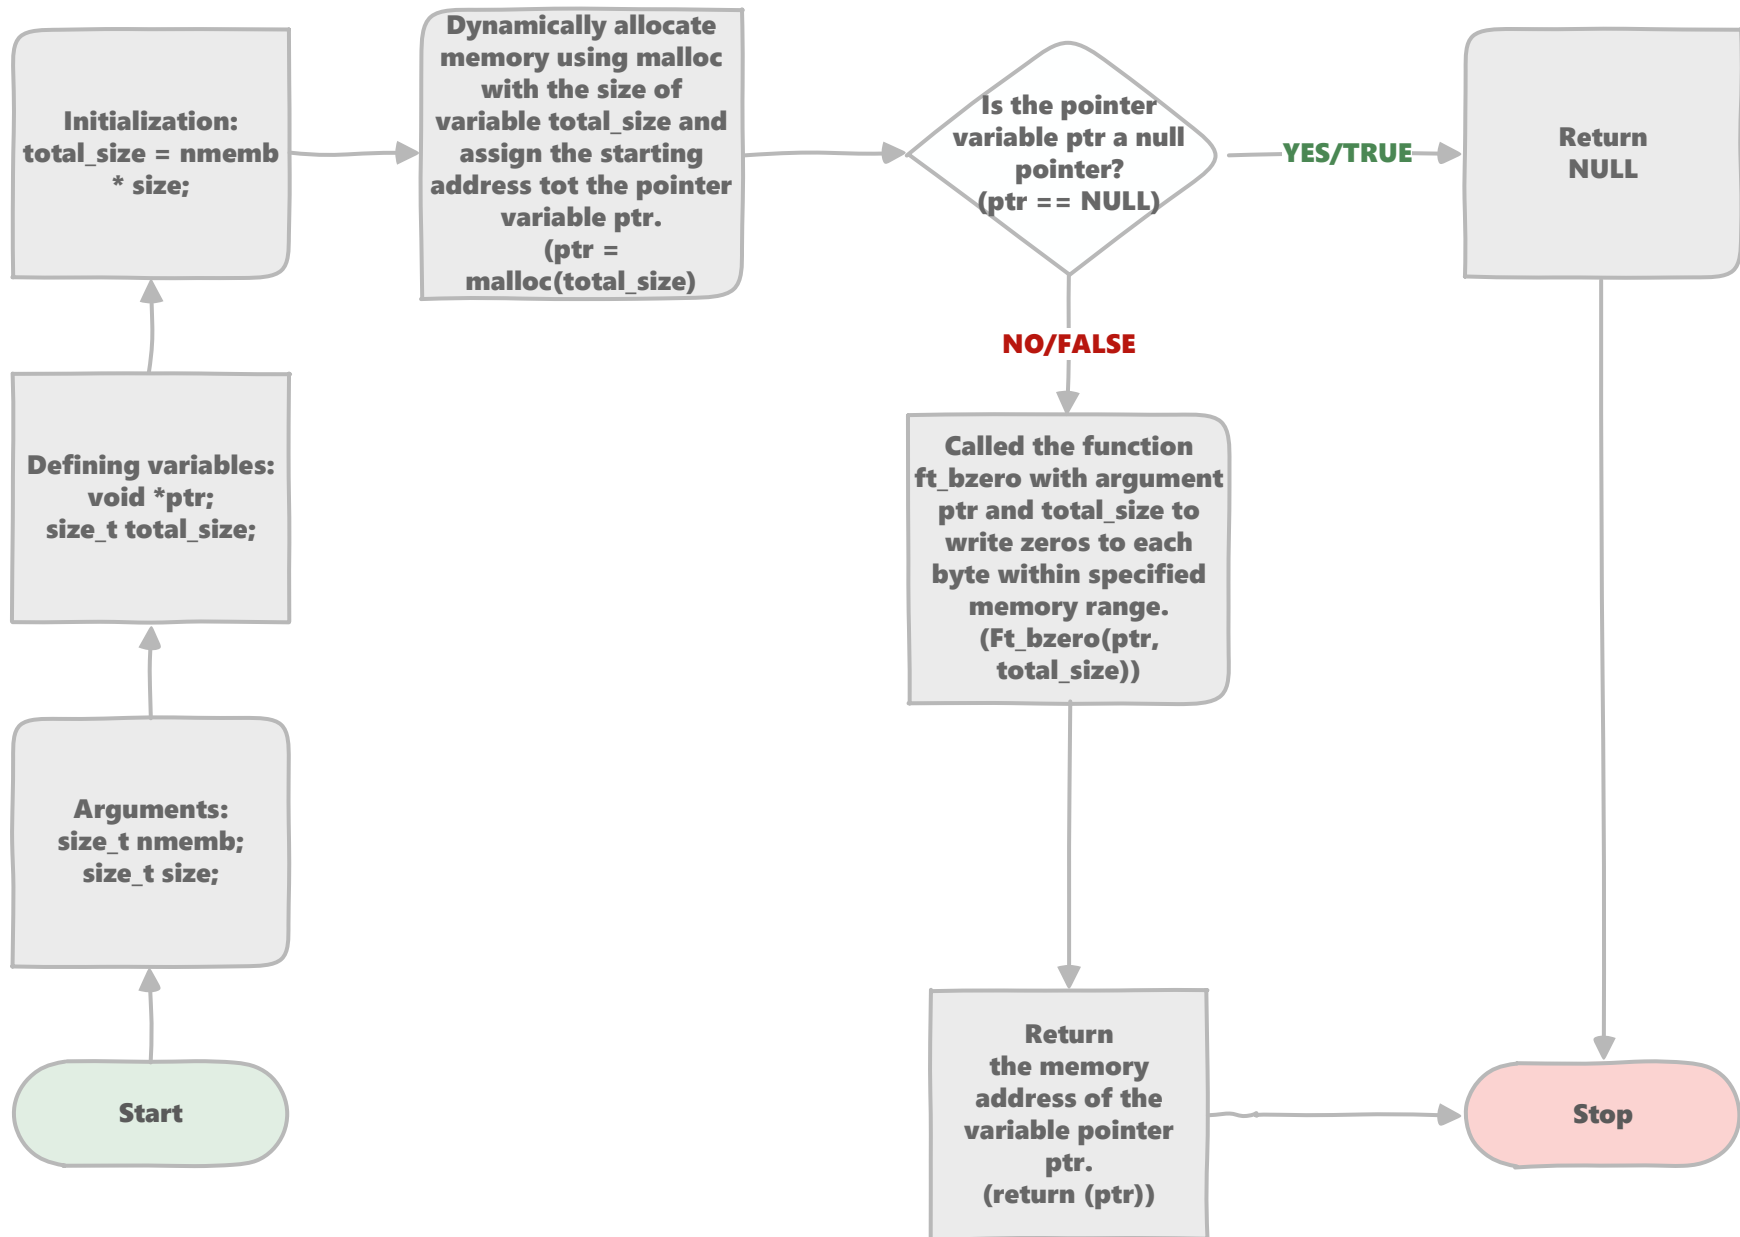 Start
Arguments:
size_t nmemb;
size_t size;
Defining variables:
void *ptr;
size_t total_size;
Initialization:
total_size = nmemb
* size;
Dynamically allocate
memory using malloc
with the size of
variable total_size and
assign the starting
address tot the pointer
variable ptr.
(ptr =
malloc(total_size)
Is the pointer
variable ptr a null
pointer?
(ptr == NULL)
YES/TRUE
Return
NULL
NO/FALSE
Called the function
ft_bzero with argument
ptr and total_size to
write zeros to each
byte within specified
memory range.
(Ft_bzero(ptr,
total_size))
Return
the memory
address of the
variable pointer
ptr.
(return (ptr))
Stop